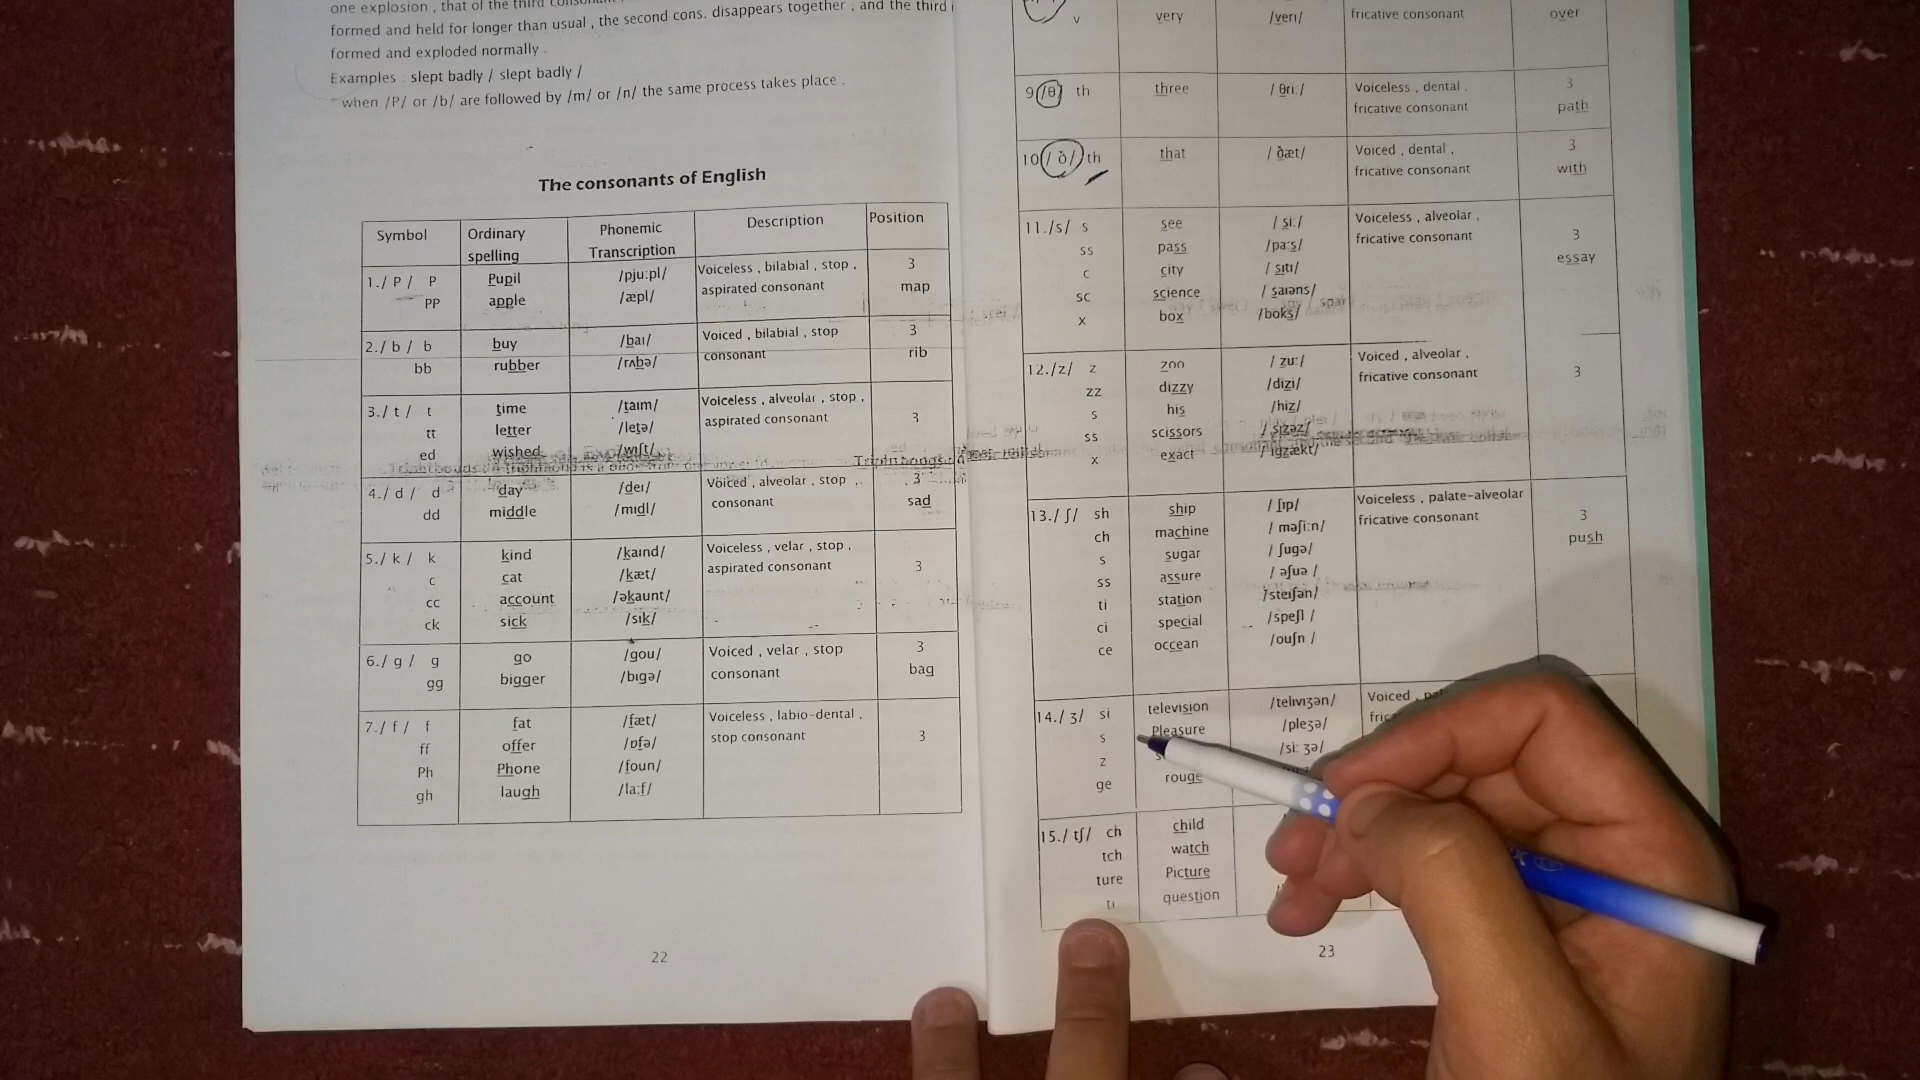 one explosion , that of the third
formed and held for longer than usual , the second cons. disappears together , and the third i
formed and exploded normally .
Examples : slept badly / slept badly /
when /P/ or /b/ are followed by /m/ or /n/ the same process takes place .
The consonants of English
Symbol Ordinary spelling Phonemic Transcription Description Position
1./ P / P Pupil /pju:pl/ Voiceless , bilabial , stop , 3
PP apple /æpl/ aspirated consonant map
2./ b / b buy /baɪ/ Voiced , bilabial , stop 3
bb rubber /rʌbə/ consonant rib
3./ t / t time /taɪm/ Voiceless , alveolar , stop ,
tt letter /letə/ aspirated consonant 3
ed wished /wɪʃt/
4./ d / d day /deɪ/ Voiced , alveolar , stop , 3
dd middle /mɪdl/ consonant sad
5./ k / k kind /kaɪnd/ Voiceless , velar , stop ,
c cat /kæt/ aspirated consonant 3
cc account /əkaunt/
ck sick /sɪk/
6./ g / g go /gou/ Voiced , velar , stop 3
gg bigger /bɪgə/ consonant bag
7./ f / f fat /fæt/ Voiceless , labio-dental ,
ff offer /ɒfə/ stop consonant 3
Ph Phone /foun/
gh laugh /la:f/
22
v very /verɪ/ fricative consonant over
9 /θ/ th three / θri:/ Voiceless , dental , 3
fricative consonant path
10 / ð/ th that / ðæt/ Voiced , dental , 3
fricative consonant with
11./s/ s see / si:/ Voiceless , alveolar ,
ss pass /pa:s/ fricative consonant 3
c city / sɪtɪ/ essay
sc science / saɪəns/
x box /boks/
12./z/ z zoo / zu:/ Voiced , alveolar ,
zz dizzy /dɪzɪ/ fricative consonant 3
s his /hɪz/
ss scissors / sɪzəz/
x exact / ɪgzækt/
13./ ʃ/ sh ship / ʃɪp/ Voiceless , palate-alveolar
ch machine / məʃi:n/ fricative consonant 3
s sugar / ʃugə/ push
ss assure / əʃuə /
ti station /steɪʃən/
ci special /speʃl /
ce occean /ouʃn /
14./ ʒ/ si television /telɪvɪʒən/ Voiced ,
s Pleasure /pleʒə/
z /si: ʒə/
ge rouge
15./ tʃ/ ch child
tch watch
ture Picture
ti question
23